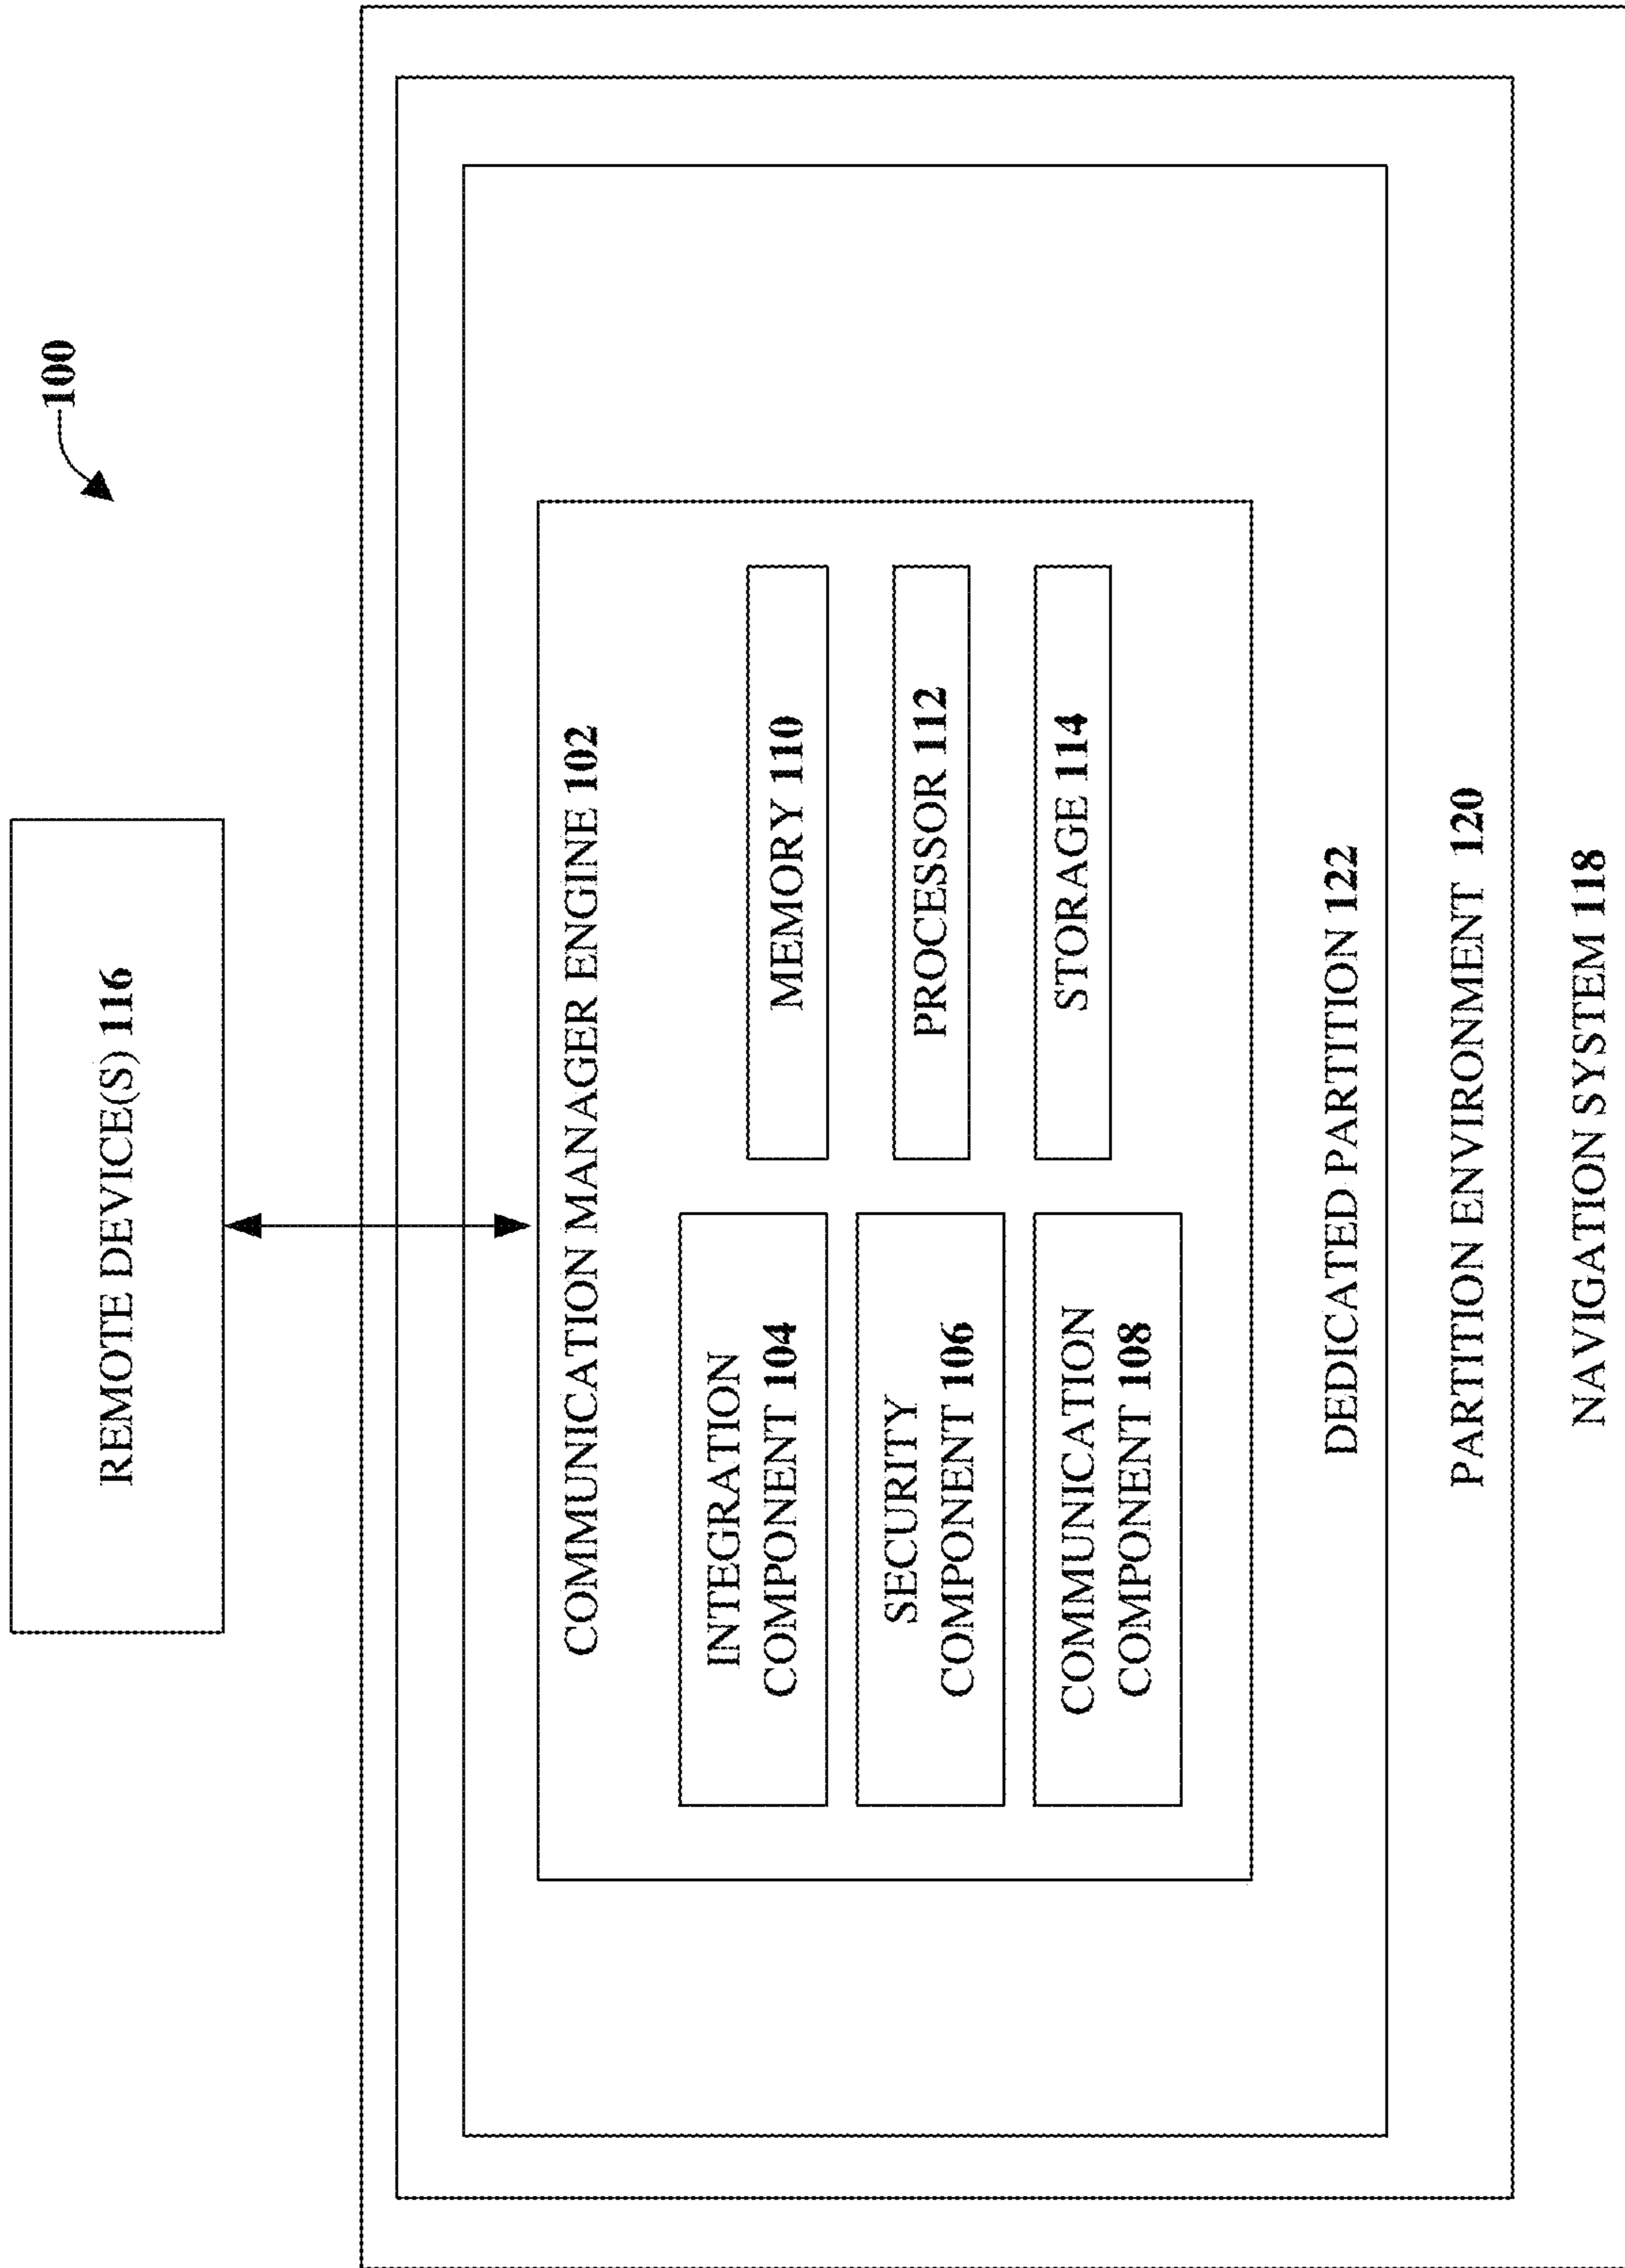 100
REMOTE DEVICE(S) 116
COMMUNICATION MANAGER ENGINE 102
INTEGRATION
COMPONENT 104
MEMORY 110
SECURITY
COMPONENT 106
PROCESSOR 112
COMMUNICATION
COMPONENT 108
STORAGE 114
DEDICATED PARTITION 122
PARTITION ENVIRONMENT 120
NAVIGATION SYSTEM 118